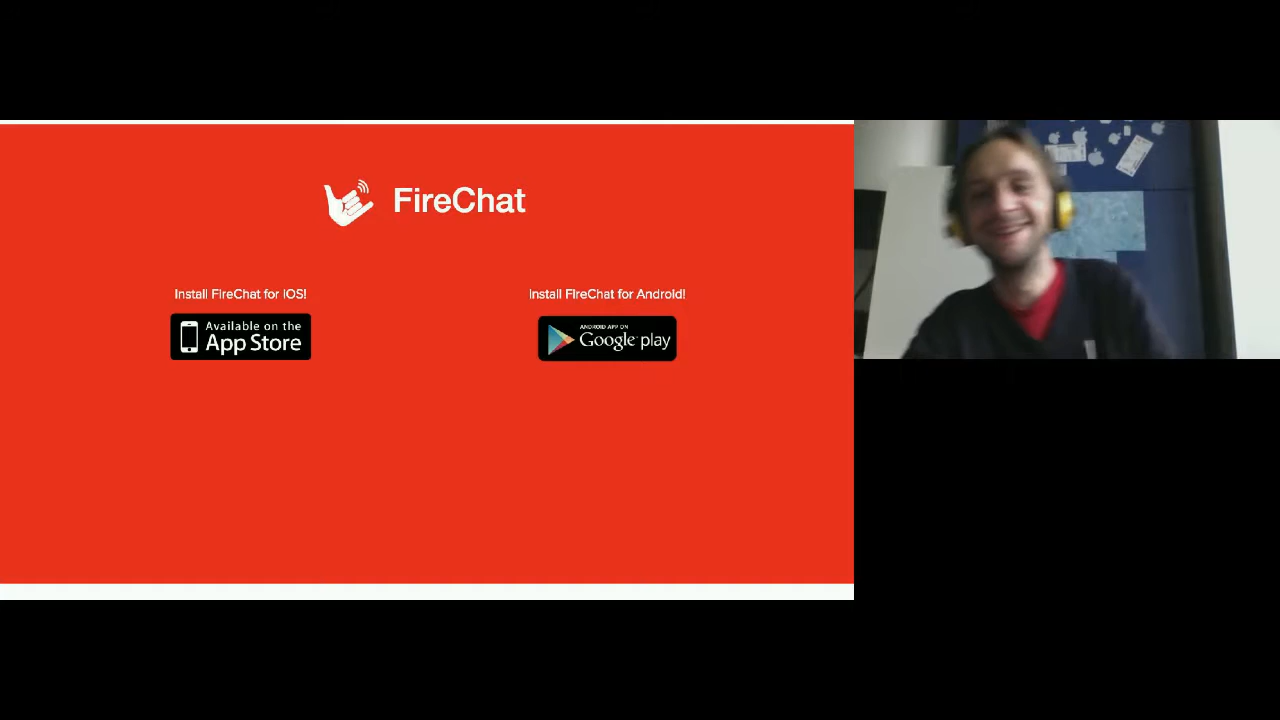 FireChat
Install FireChat for iOS!
Available on the
App Store
Install FireChat for Android!
ANDROID APP ON
Google play